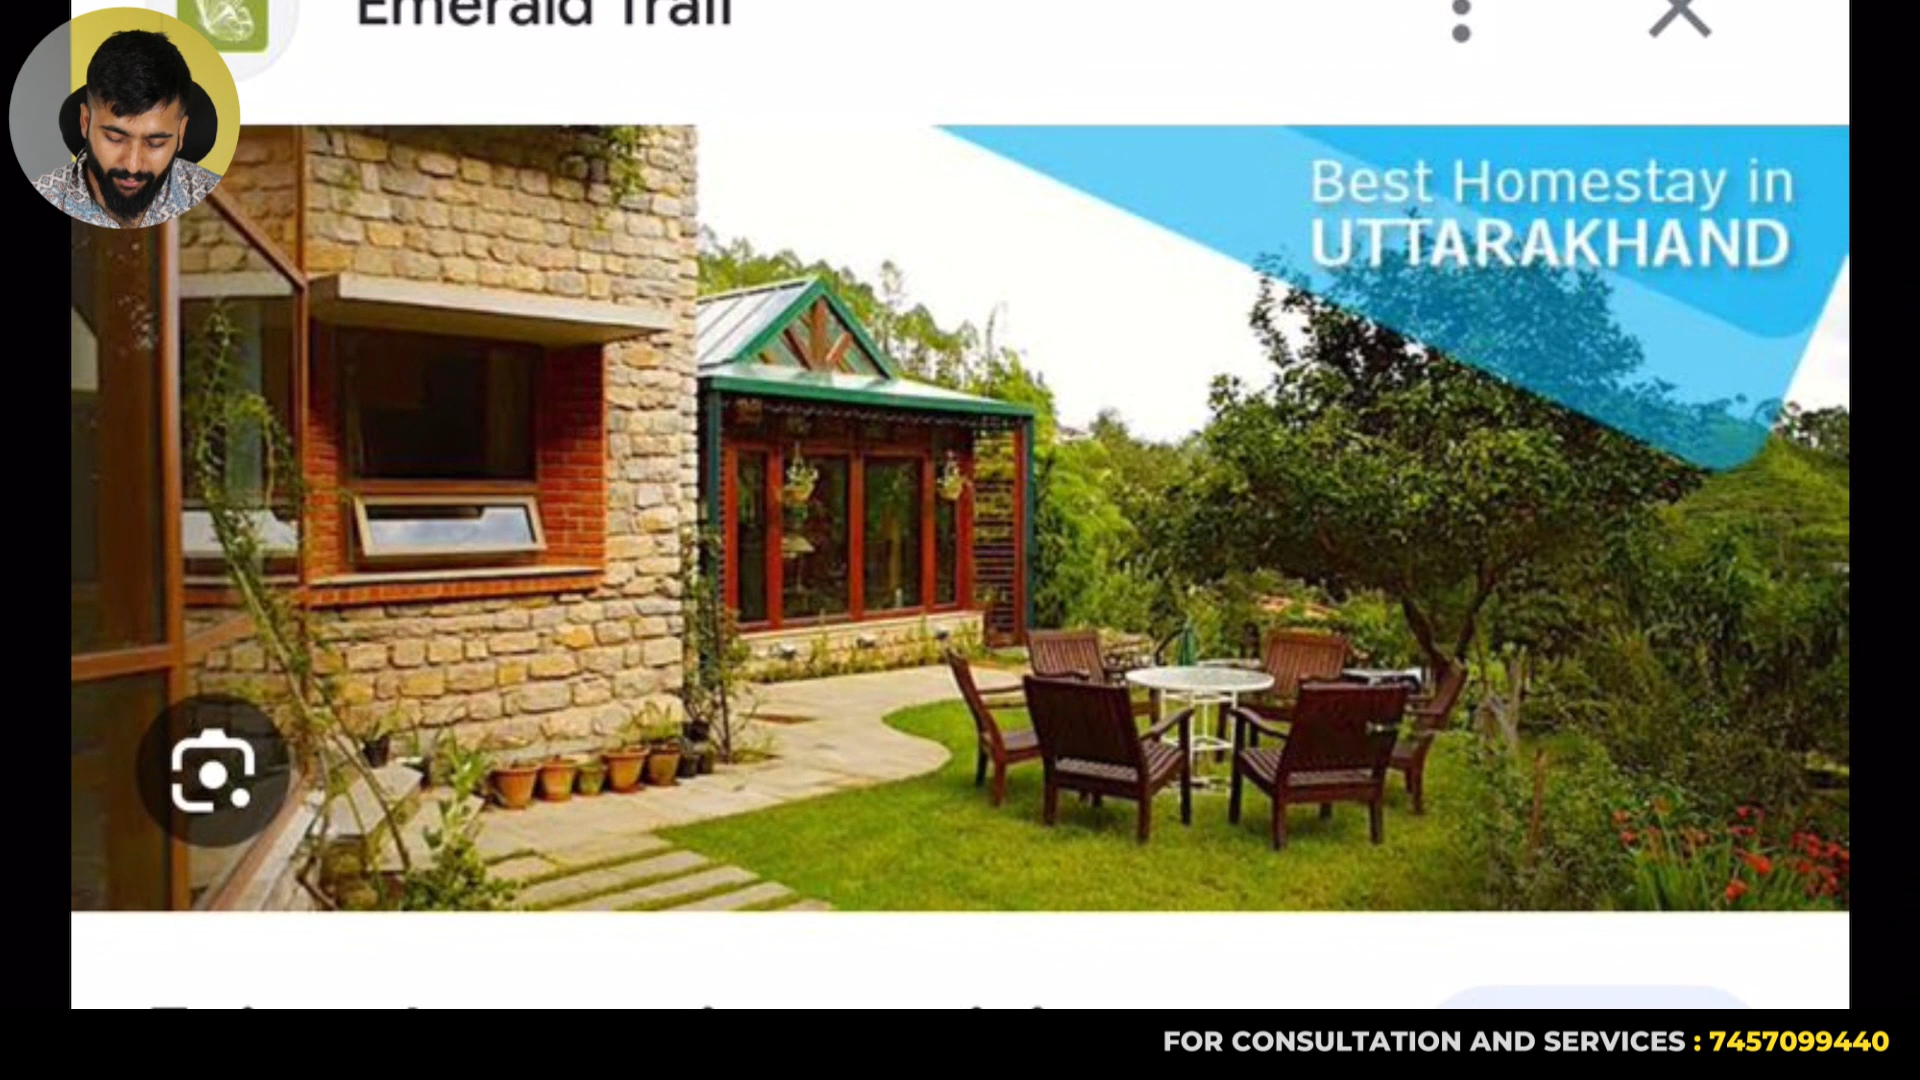 Emerald Trail
Best Homestay in
UTTARAKHAND
FOR CONSULTATION AND SERVICES : 7457099440